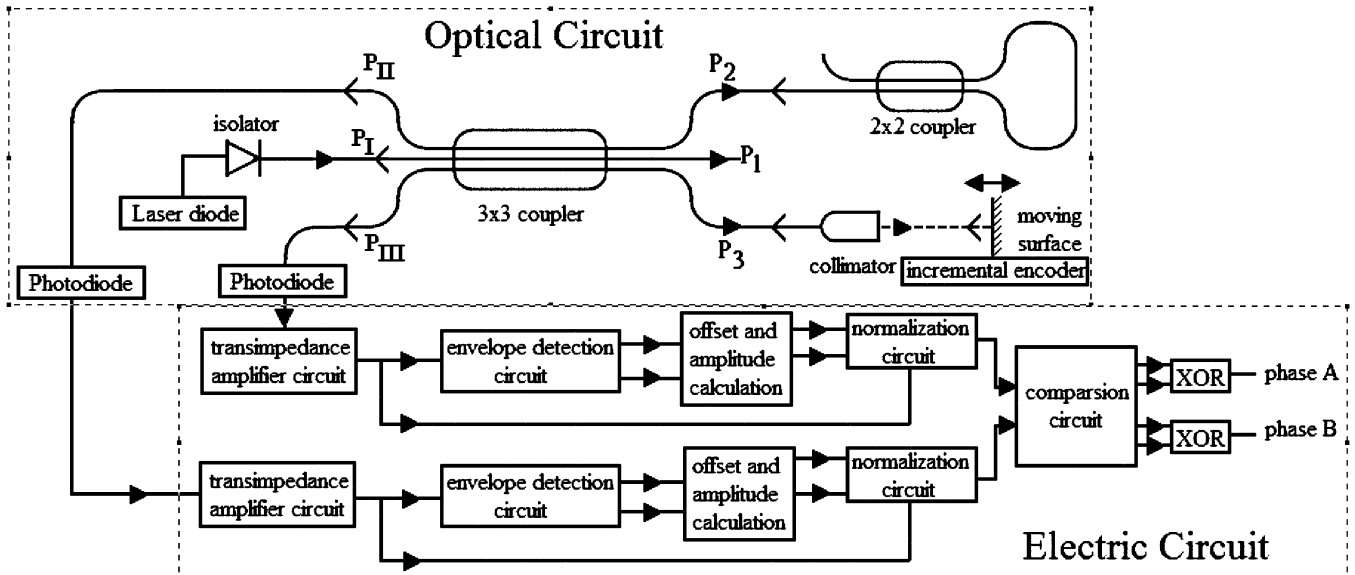 Optical Circuit
P_II
P_2
isolator
2x2 coupler
P_I
P_1
Laser diode
3x3 coupler
P_III
P_3
moving
surface
collimator
incremental encoder
Photodiode
Photodiode
transimpedance
amplifier circuit
envelope detection
circuit
offset and
amplitude
calculation
normalization
circuit
comparsion
circuit
XOR
phase A
XOR
phase B
transimpedance
amplifier circuit
envelope detection
circuit
offset and
amplitude
calculation
normalization
circuit
Electric Circuit